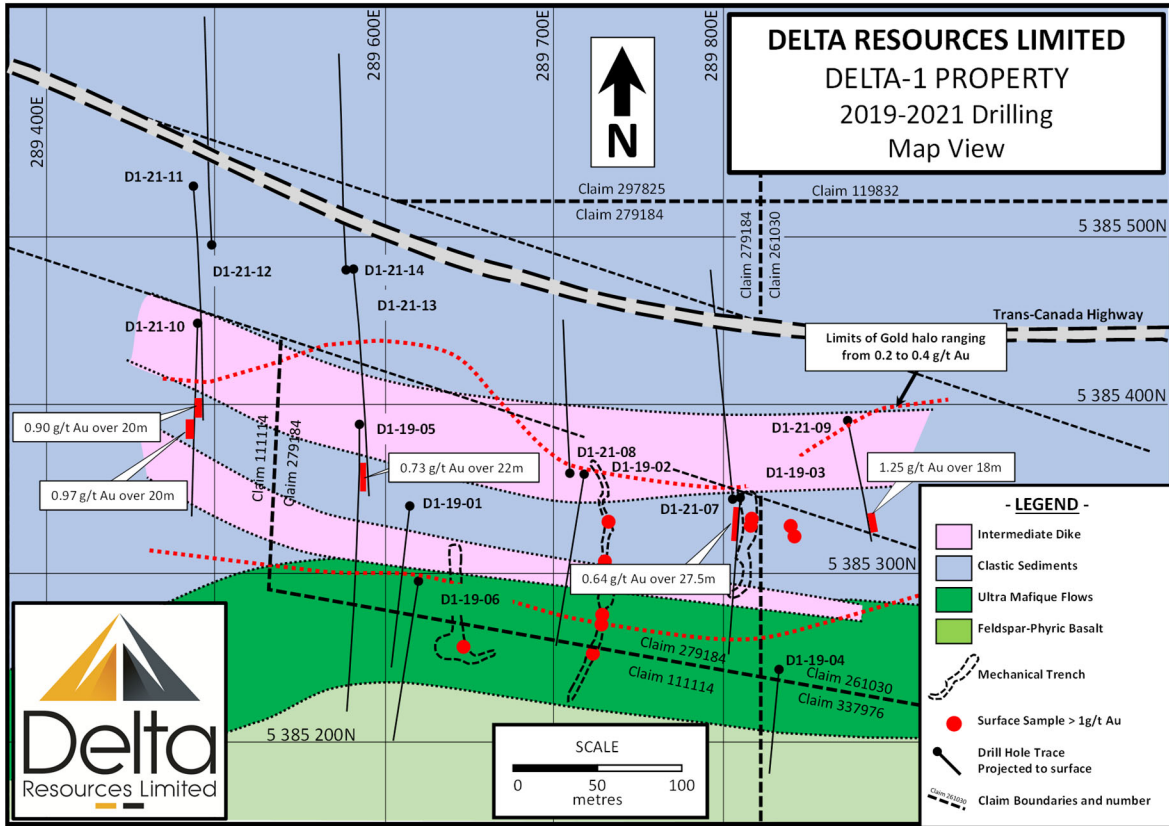 DELTA RESOURCES LIMITED
DELTA-1 PROPERTY
2019-2021 Drilling
Map View
289 400E
289 600E
289 700E
289 800E
N
D1-21-11
D1-21-12
D1-21-14
D1-21-13
D1-21-10
Claim 297825
Claim 119832
Claim 279184
Claim 279184
Claim 261030
5 385 500N
Trans-Canada Highway
Limits of Gold halo ranging
from 0.2 to 0.4 g/t Au
5 385 400N
0.90 g/t Au over 20m
0.97 g/t Au over 20m
Claim 111114
Claim 279184
D1-19-05
0.73 g/t Au over 22m
D1-19-01
D1-21-08
D1-19-02
D1-21-09
D1-19-03
1.25 g/t Au over 18m
D1-21-07
0.64 g/t Au over 27.5m
5 385 300N
D1-19-06
Claim 279184
Claim 111114
D1-19-04
Claim 261030
Claim 337976
5 385 200N
SCALE
0 50 100
metres
- LEGEND -
Intermediate Dike
Clastic Sediments
Ultra Mafique Flows
Feldspar-Phyric Basalt
Mechanical Trench
Surface Sample > 1g/t Au
Drill Hole Trace
Projected to surface
Claim 261030
Claim Boundaries and number
Delta
Resources Limited